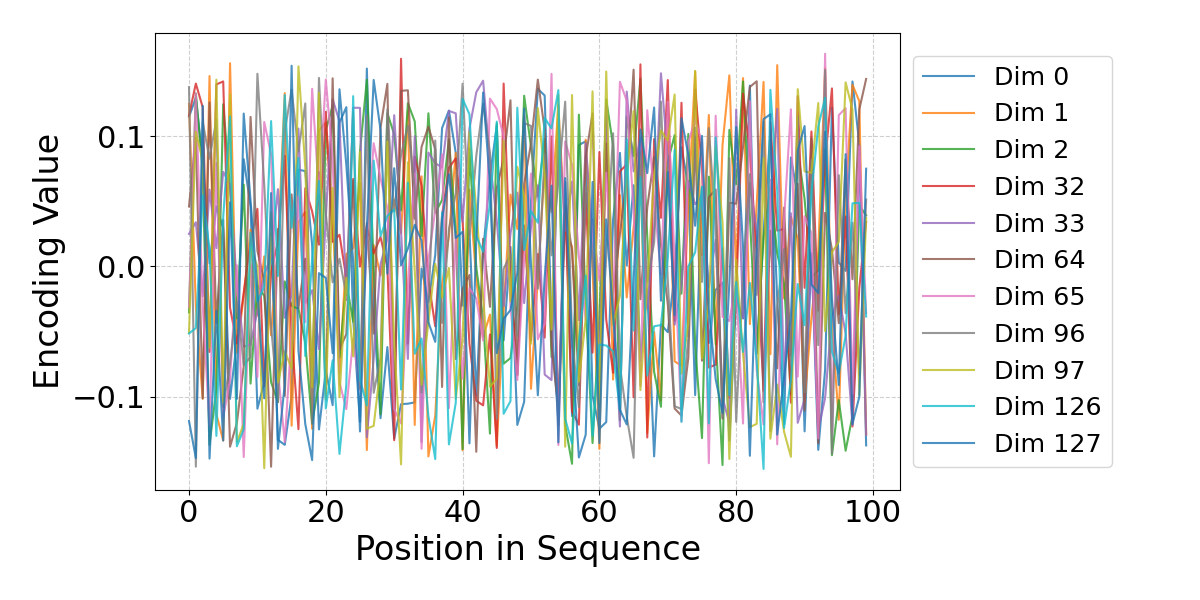 Encoding Value
0.1
0.0
−0.1
0 20 40 60 80 100
Position in Sequence
Dim 0
Dim 1
Dim 2
Dim 32
Dim 33
Dim 64
Dim 65
Dim 96
Dim 97
Dim 126
Dim 127